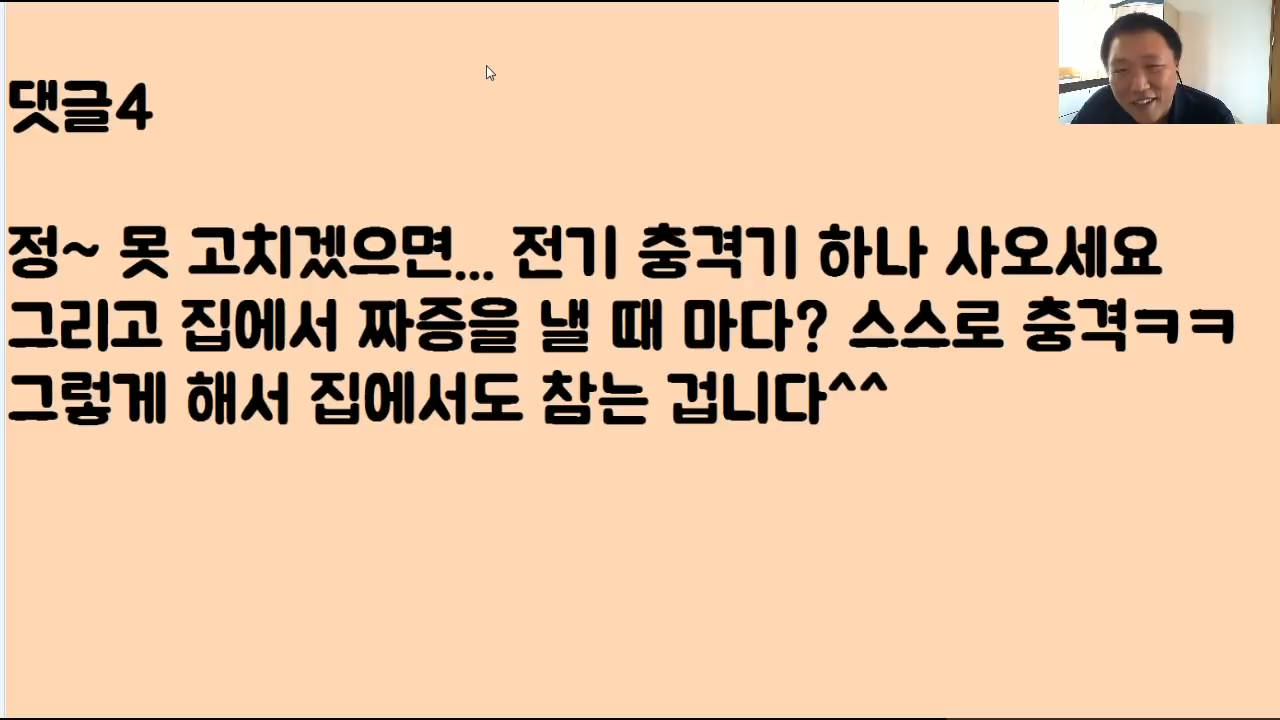 댓글4
정~ 못 고치겠으면... 전기 충격기 하나 사오세요
그리고 집에서 짜증을 낼 때 마다? 스스로 충격ㅋㅋ
그렇게 해서 집에서도 참는 겁니다^^